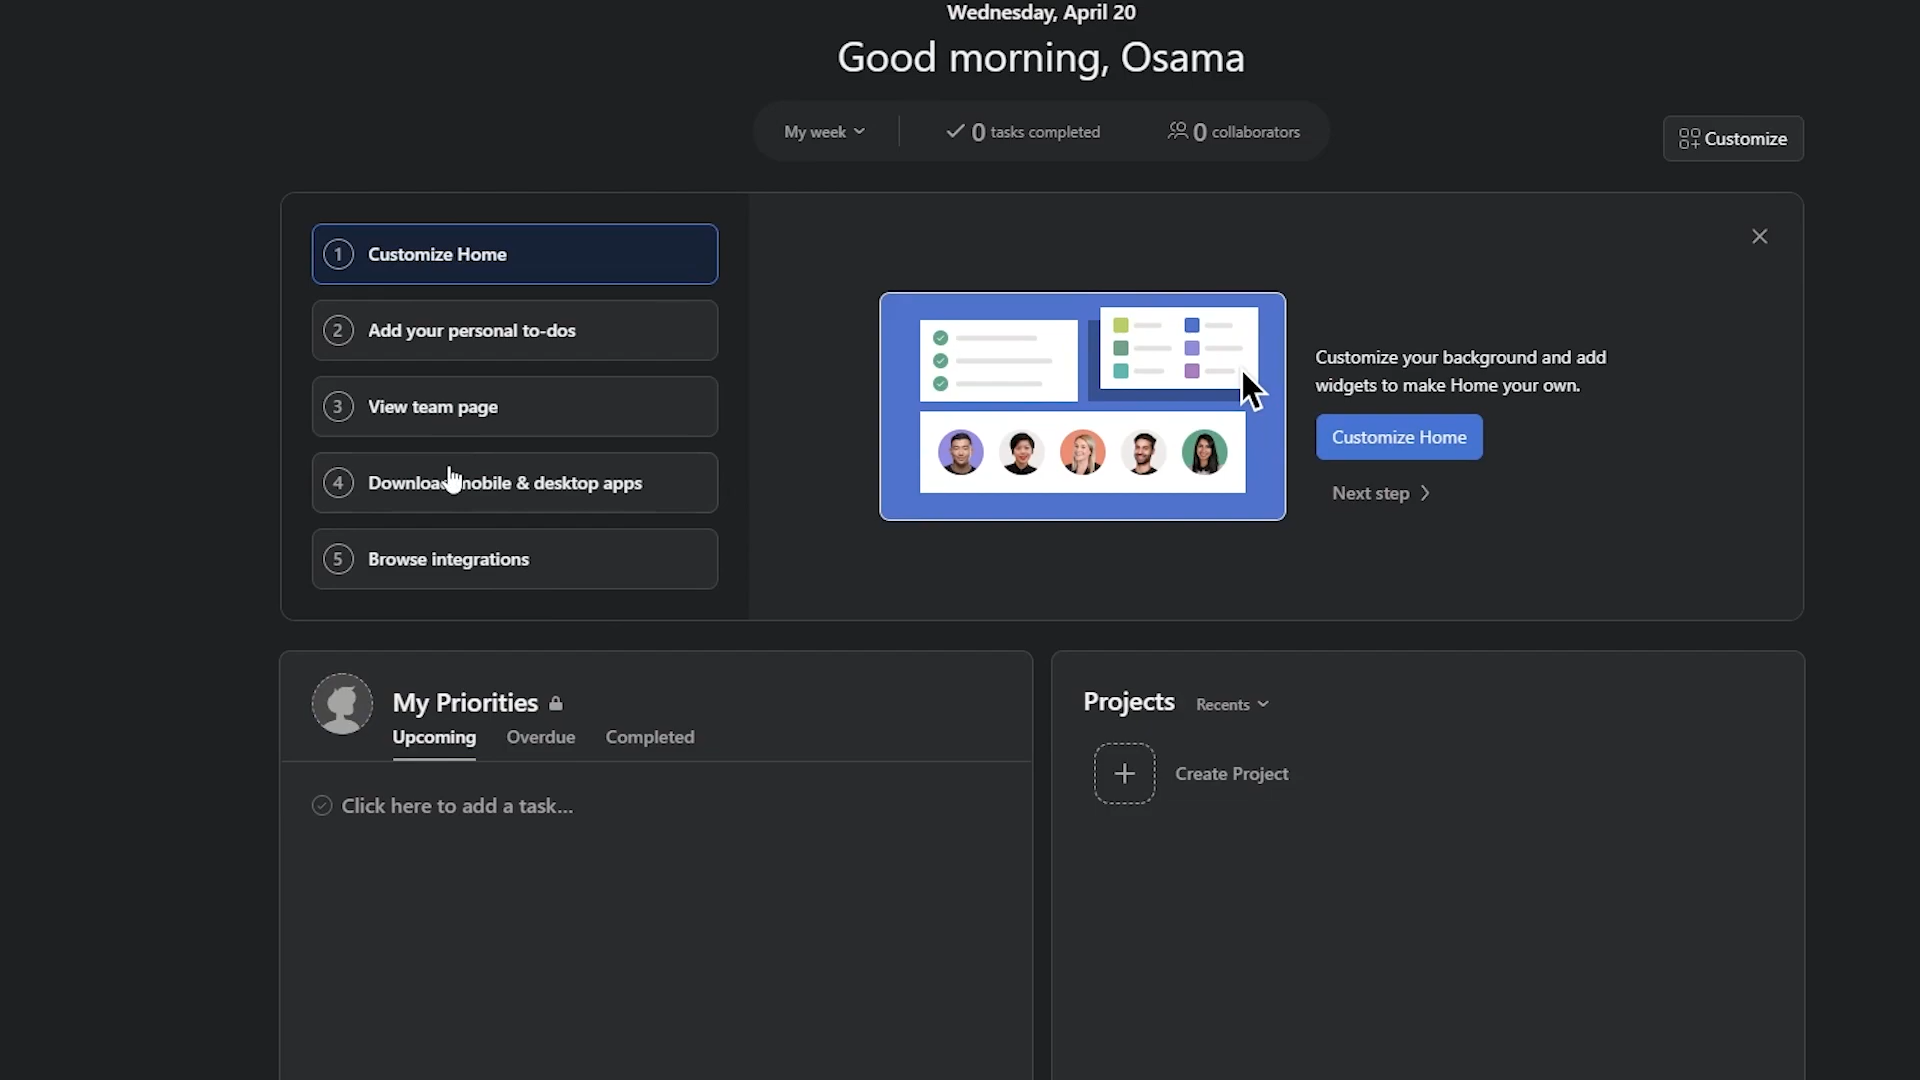 Wednesday, April 20
Good morning, Osama
My week
0 tasks completed
0 collaborators
Customize
1 Customize Home
2 Add your personal to-dos
3 View team page
4 Download mobile & desktop apps
5 Browse integrations
Customize your background and add
widgets to make Home your own.
Customize Home
Next step
My Priorities
Upcoming
Overdue
Completed
Click here to add a task...
Projects
Recents
Create Project